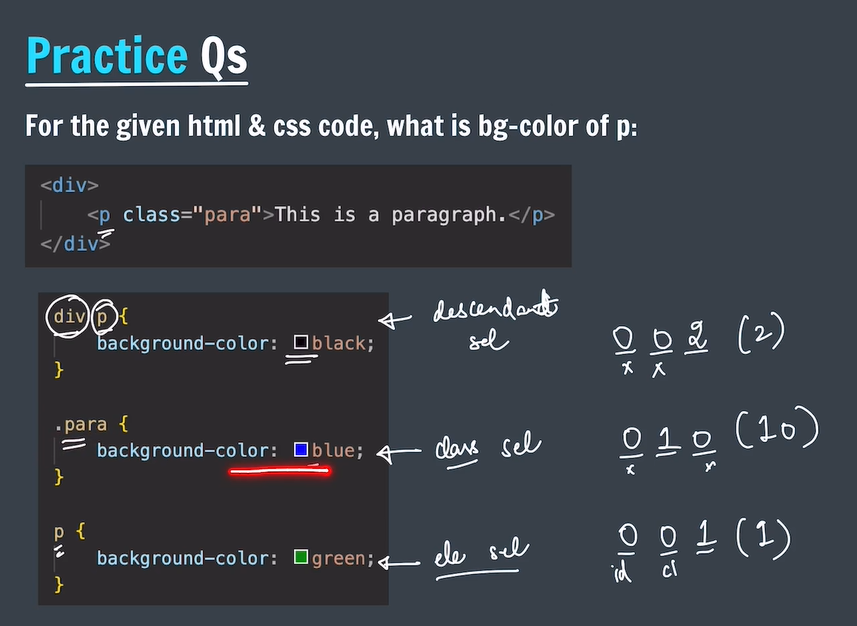 Practice Qs
For the given html & css code, what is bg-color of p:
<div>
<p class="para">This is a paragraph.</p>
</div>
div p {
background-color: black;
}
descendant
sel
0 0 2 (2)
x x
.para {
background-color: blue;
}
class sel
0 1 0 (10)
x x
p {
background-color: green;
}
ele sel
0 0 1 (1)
id cl